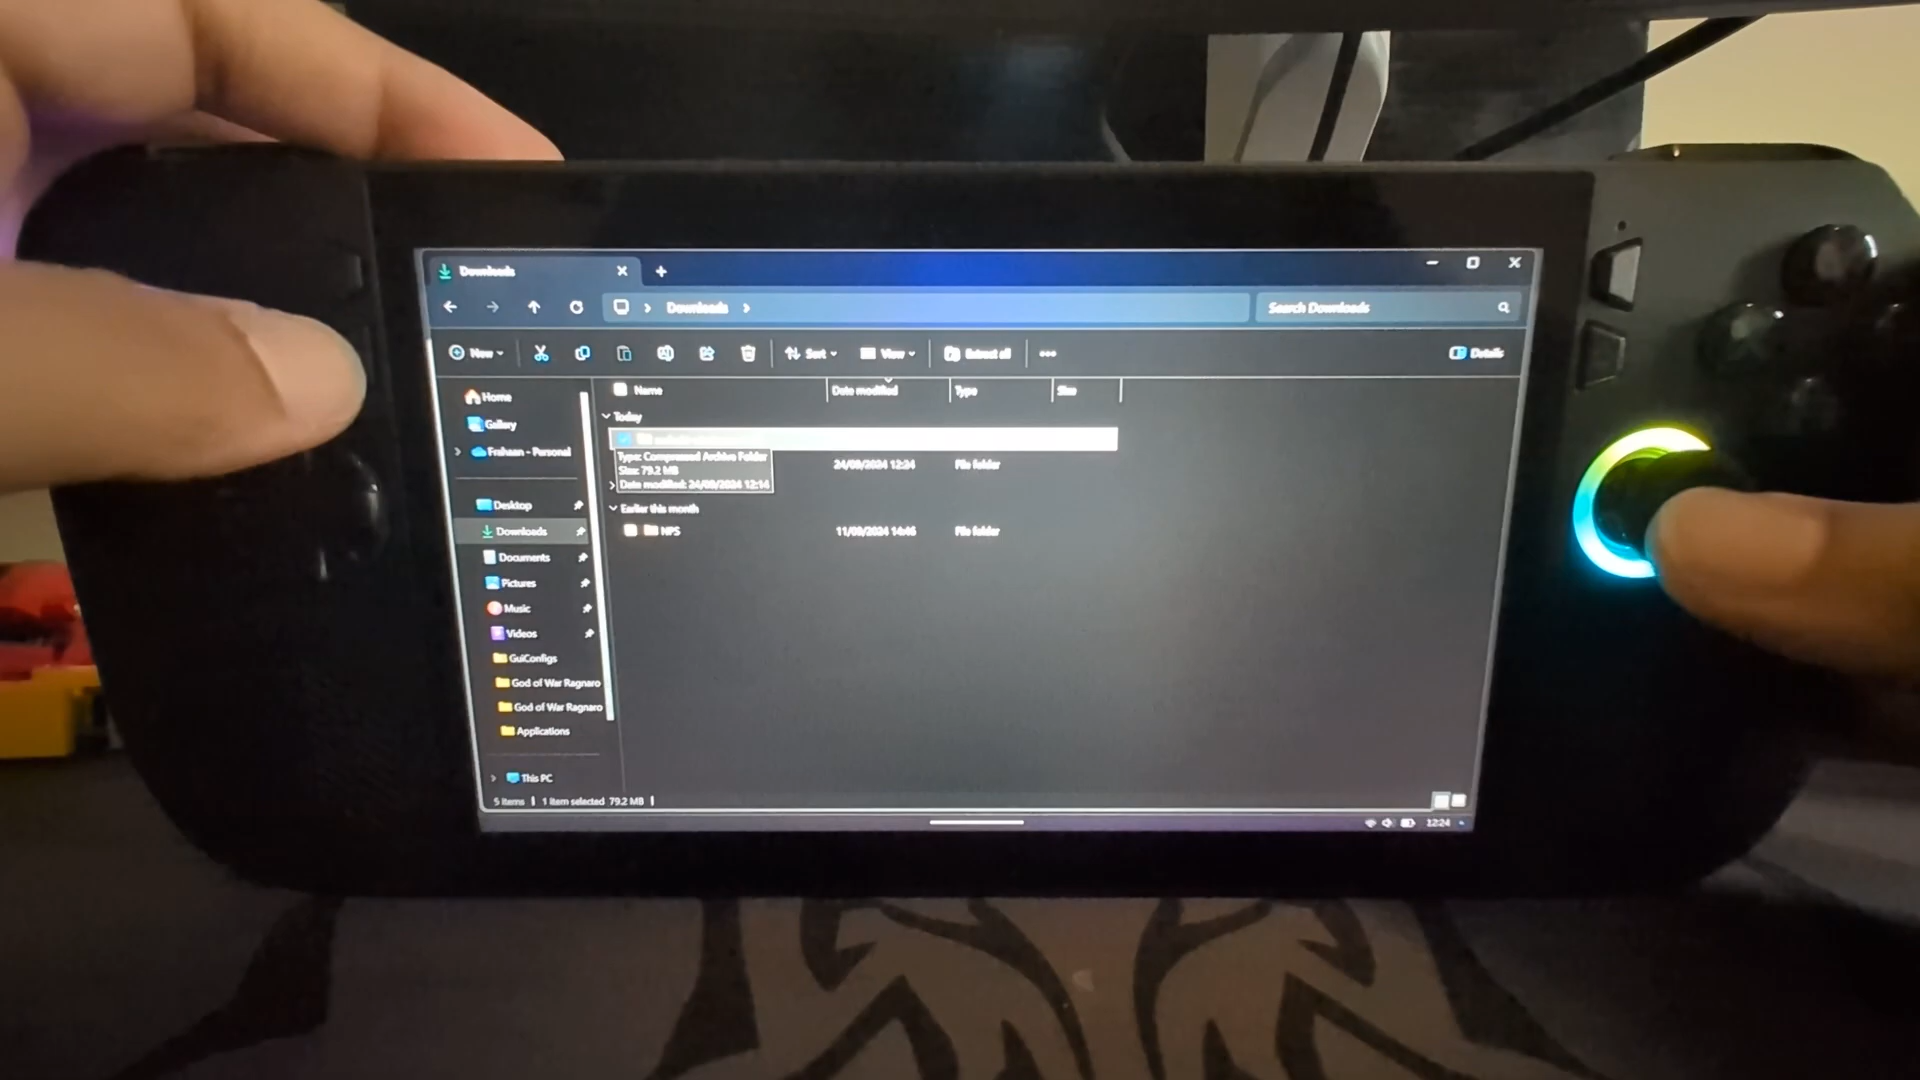 Downloads
Downloads
Search Downloads
New
Sort
View
Extract all
Details
Name
Date modified
Type
Size
Home
Gallery
Frahaan - Personal
Desktop
Downloads
Documents
Pictures
Music
Videos
GuiConfigs
God of War Ragnaro
God of War Ragnaro
Applications
This PC
Today
Type: Compressed Archive Folder
Size: 79.2 MB
Date modified: 24/09/2024 12:14
24/09/2024 12:24
File folder
Earlier this month
NPS
11/09/2024 14:46
File folder
5 items
1 item selected 79.2 MB
12:24